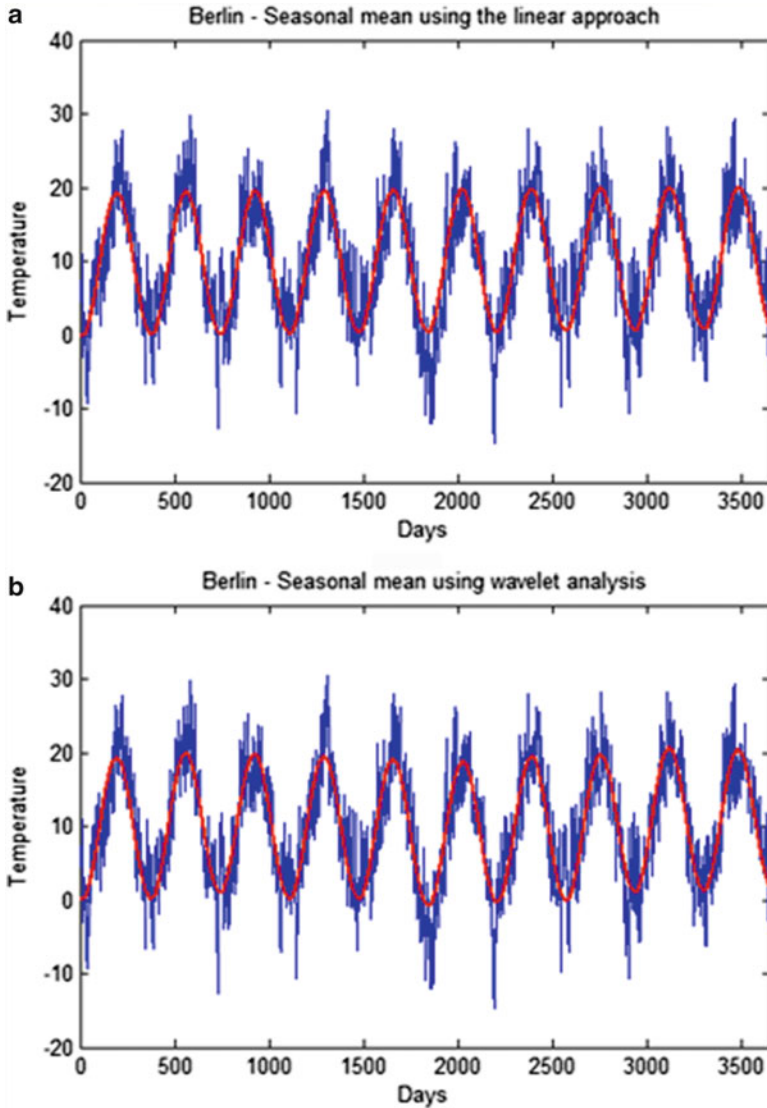 a
Berlin - Seasonal mean using the linear approach
40
30
20
10
0
-10
-20
Temperature
0 500 1000 1500 2000 2500 3000 3500
Days
b
Berlin - Seasonal mean using wavelet analysis
40
30
20
10
0
-10
-20
Temperature
0 500 1000 1500 2000 2500 3000 3500
Days